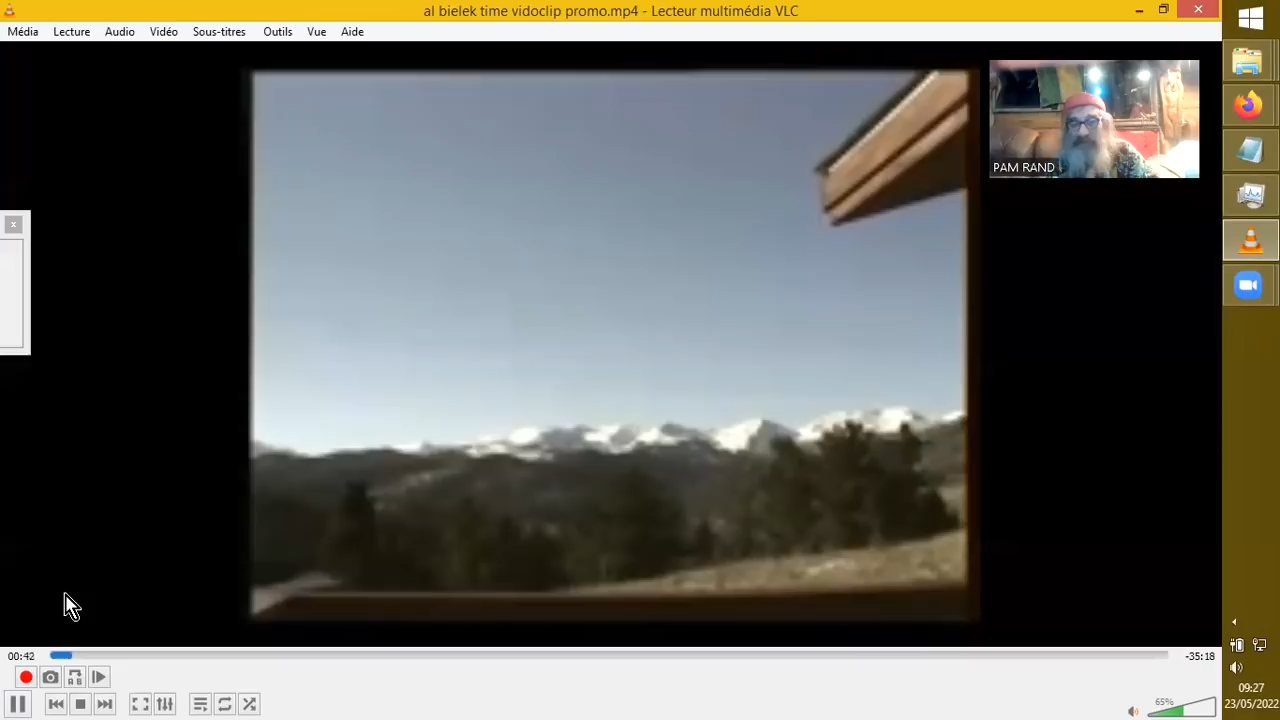 al bielek time vidoclip promo.mp4 - Lecteur multimédia VLC
Média Lecture Audio Vidéo Sous-titres Outils Vue Aide
PAM RAND
00:42
-35:18
65%
09:27
23/05/2022